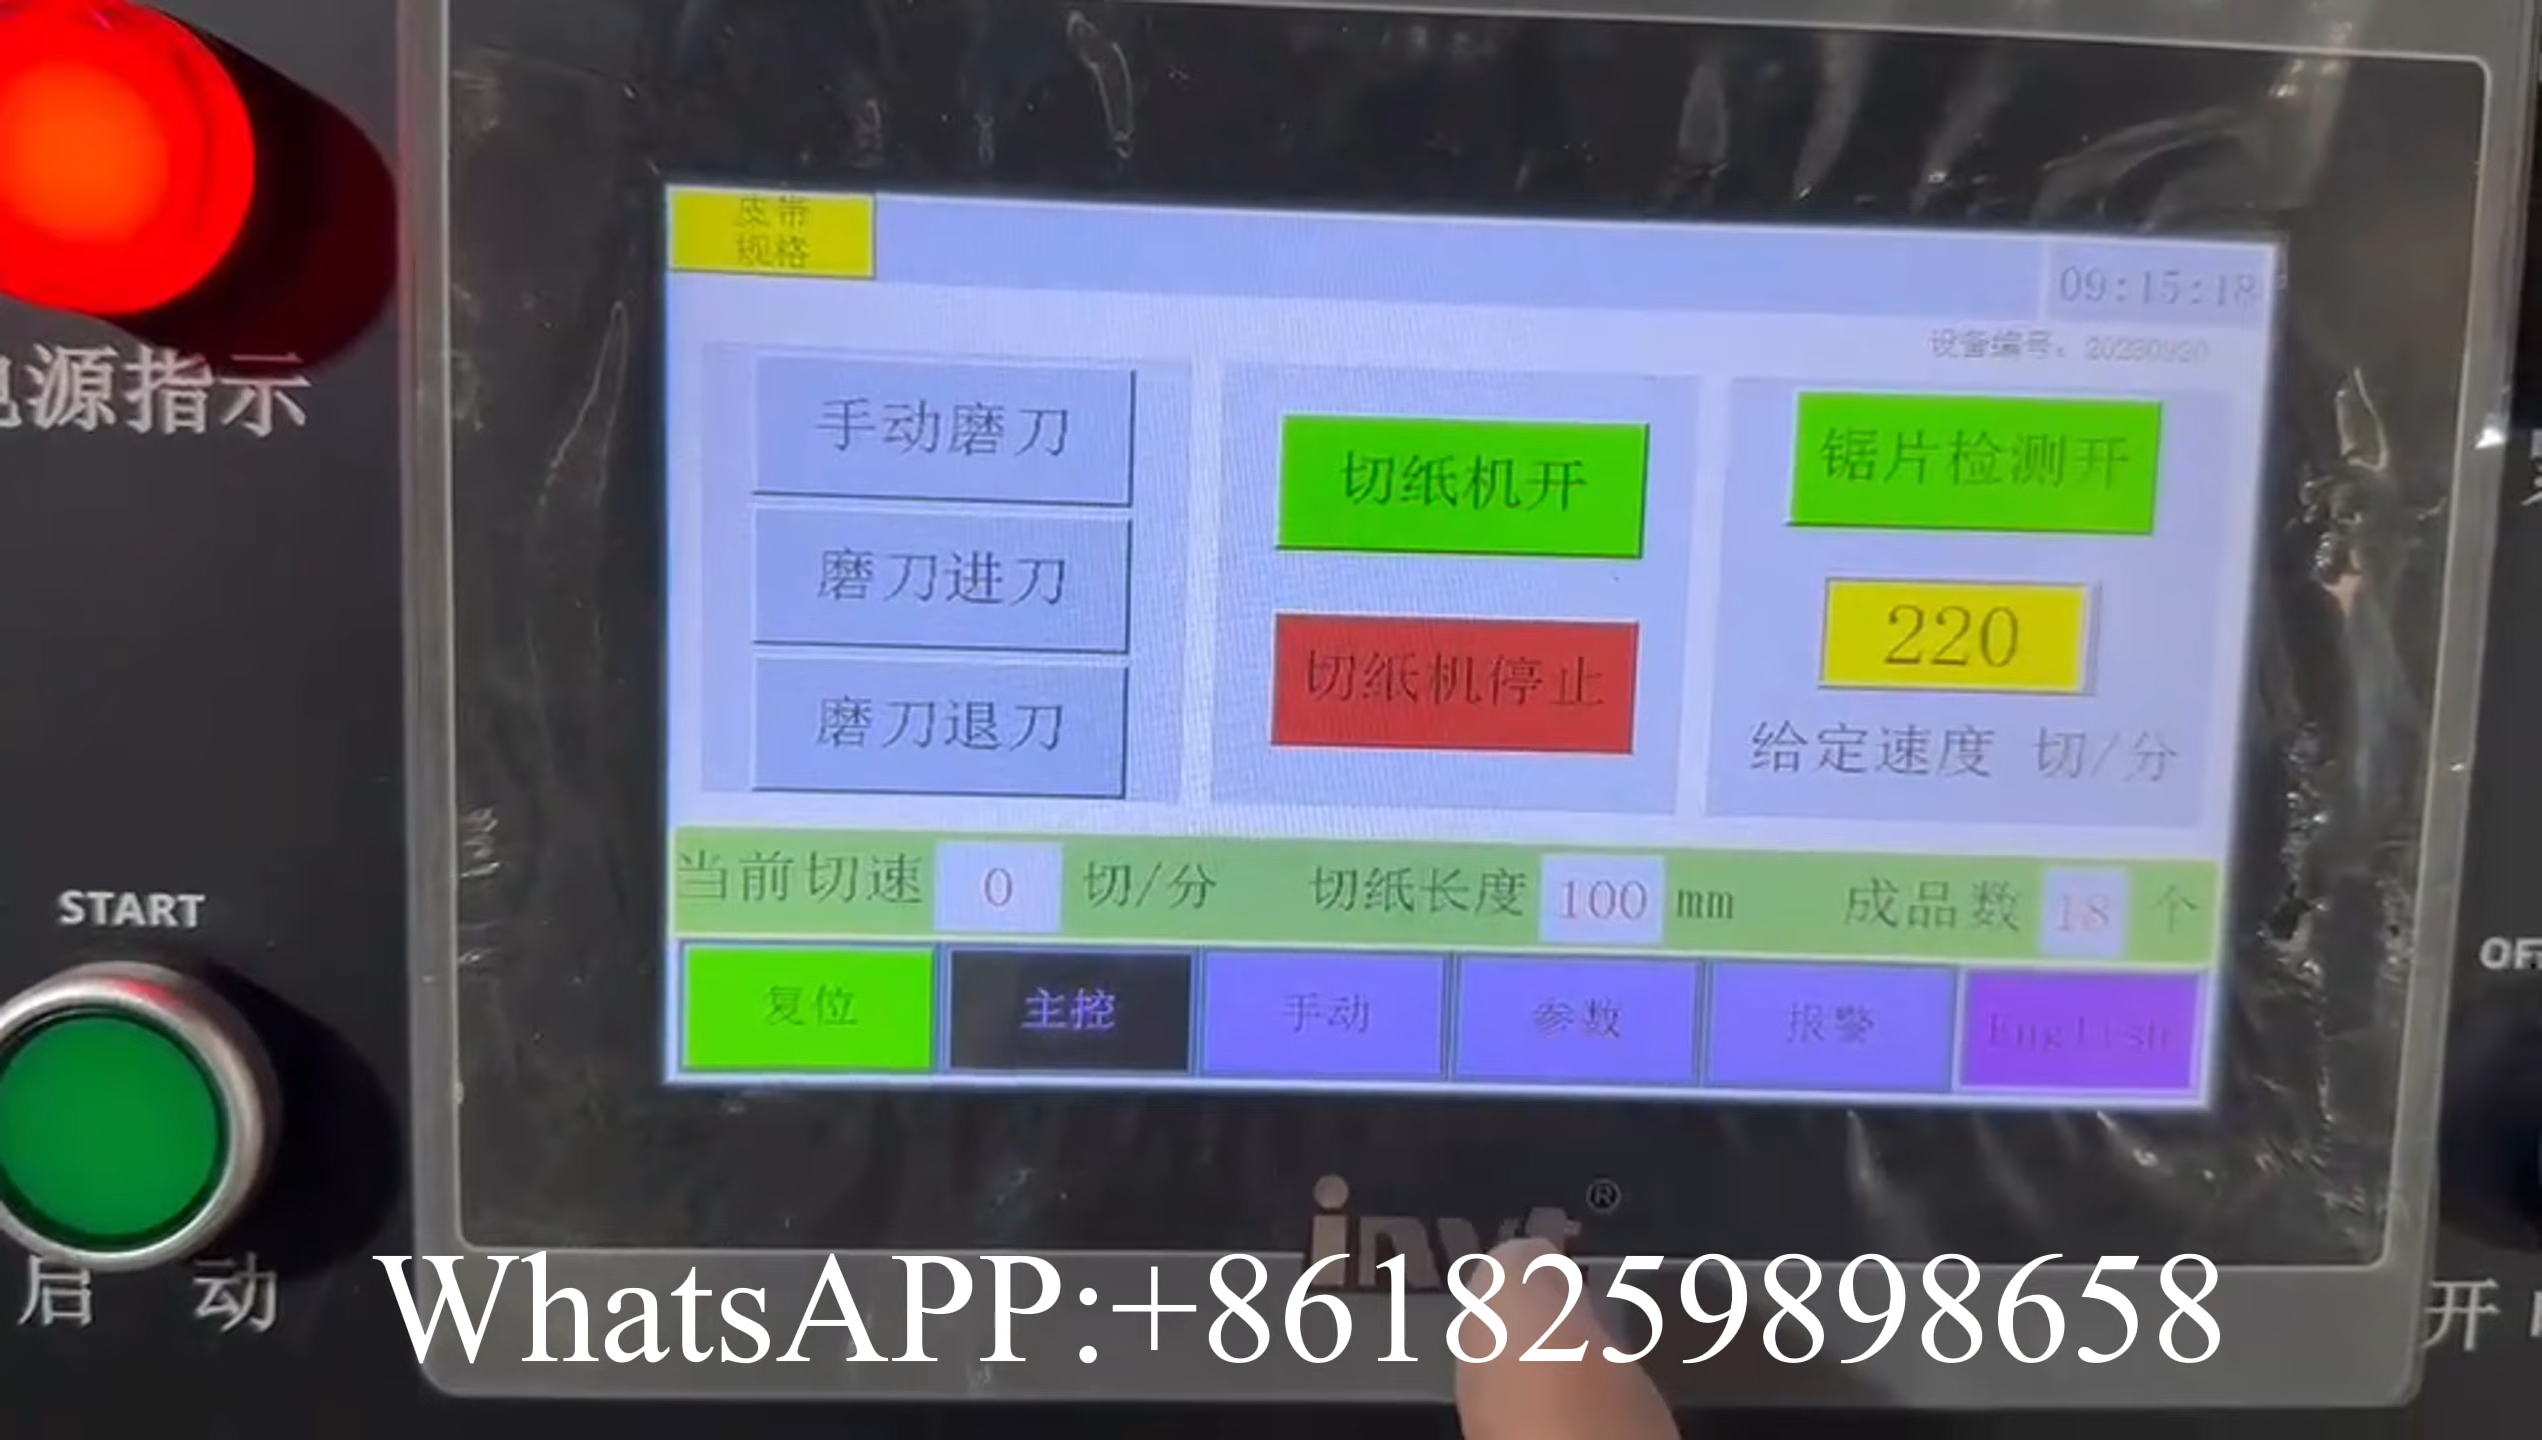 皮带
规格
09:15:18
设备编号: 20230920
电源指示
手动磨刀
磨刀进刀
磨刀退刀
切纸机开
切纸机停止
锯片检测开
220
给定速度 切/分
当前切速 0 切/分 切纸长度 100 mm 成品数 18 个
复位 主控 手动 参数 报警 English
START
启 动
OF
开
invt®
WhatsAPP:+8618259898658